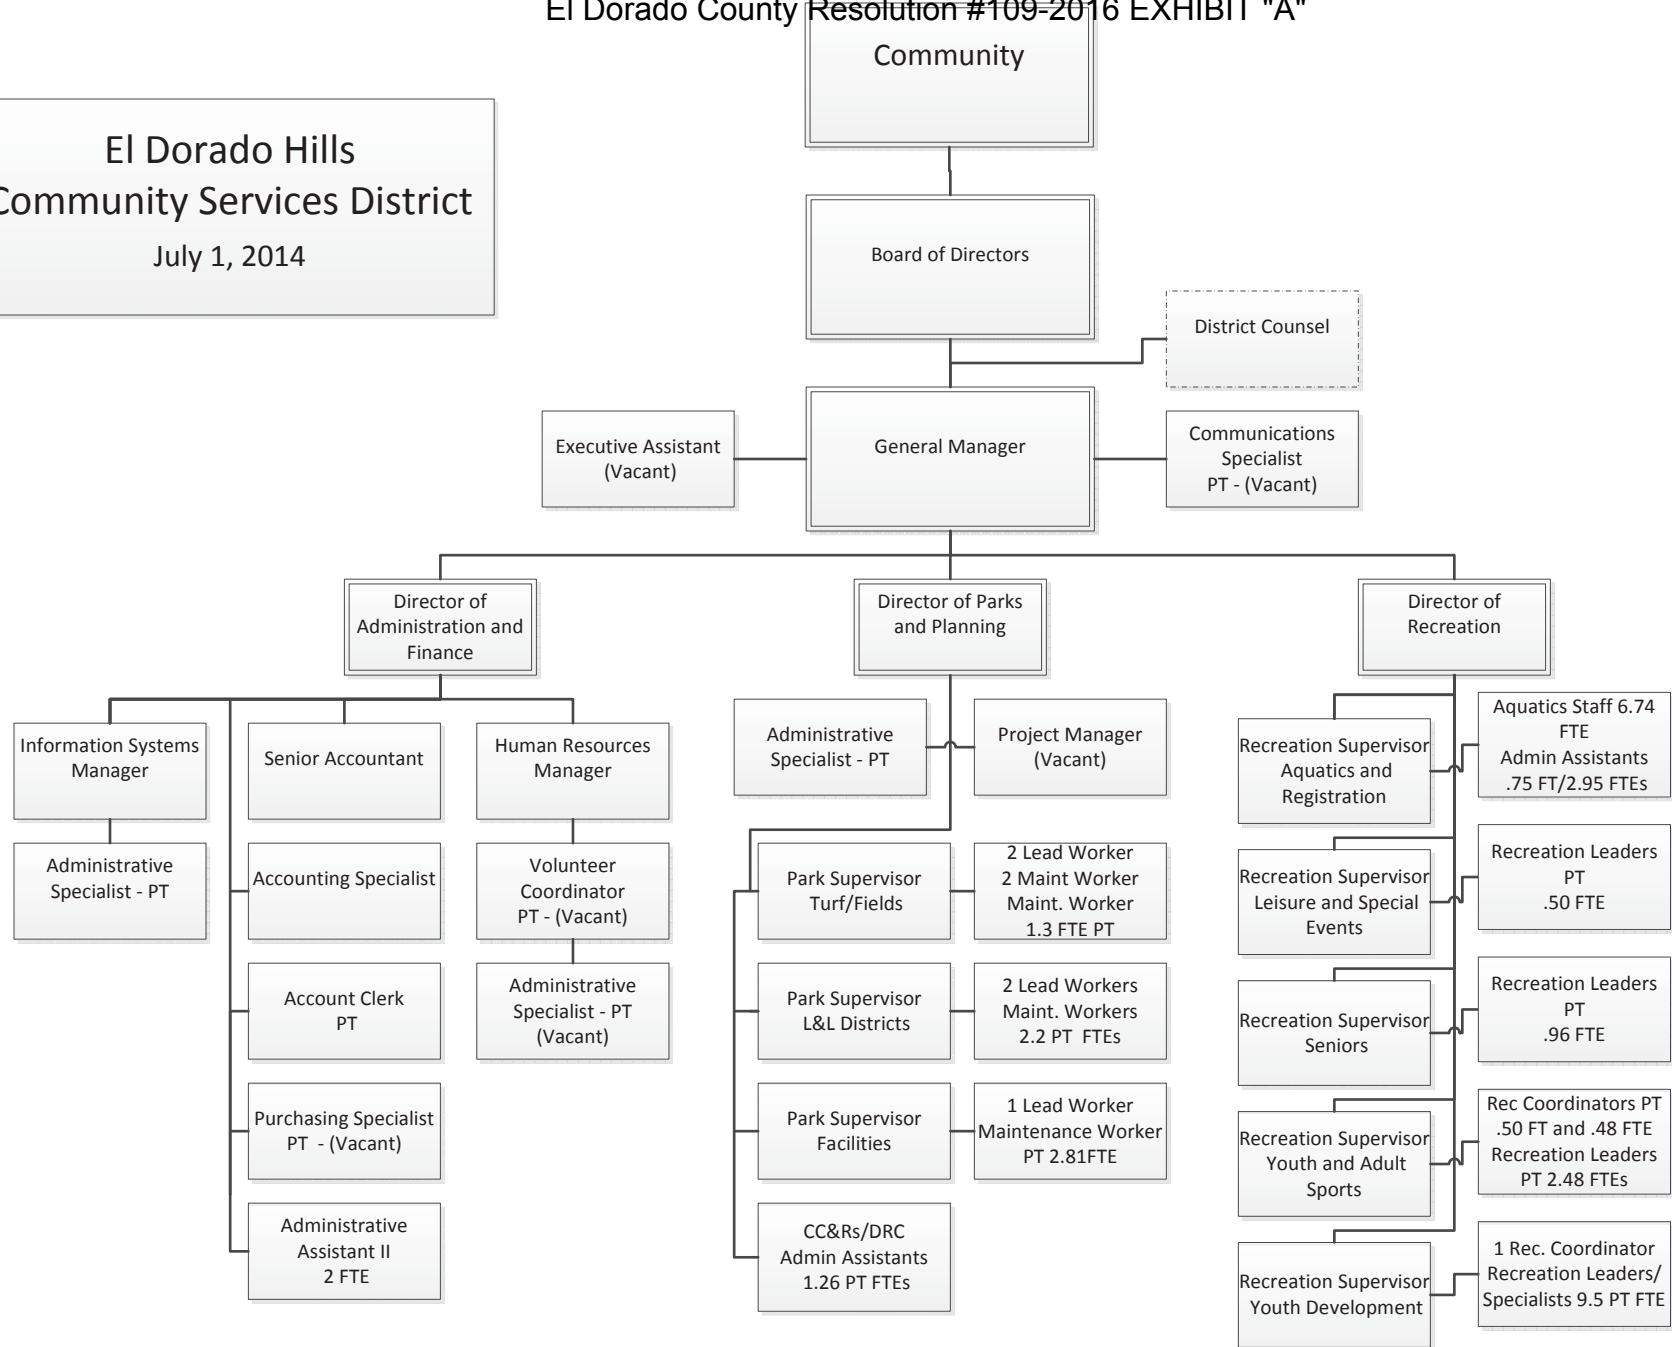 El Dorado County Resolution #109-2016 EXHIBIT "A"
Community
El Dorado Hills
Community Services District
July 1, 2014
Board of Directors
District Counsel
Executive Assistant
(Vacant)
General Manager
Communications
Specialist
PT - (Vacant)
Director of
Administration and
Finance
Director of Parks
and Planning
Director of
Recreation
Information Systems
Manager
Senior Accountant
Human Resources
Manager
Administrative
Specialist - PT
Project Manager
(Vacant)
Recreation Supervisor
Aquatics and
Registration
Aquatics Staff 6.74
FTE
Admin Assistants
.75 FT/2.95 FTEs
Administrative
Specialist - PT
Accounting Specialist
Volunteer
Coordinator
PT - (Vacant)
Park Supervisor
Turf/Fields
2 Lead Worker
2 Maint Worker
Maint. Worker
1.3 FTE PT
Recreation Supervisor
Leisure and Special
Events
Recreation Leaders
PT
.50 FTE
Account Clerk
PT
Administrative
Specialist - PT
(Vacant)
Park Supervisor
L&L Districts
2 Lead Workers
Maint. Workers
2.2 PT FTEs
Recreation Supervisor
Seniors
Recreation Leaders
PT
.96 FTE
Purchasing Specialist
PT - (Vacant)
Park Supervisor
Facilities
1 Lead Worker
Maintenance Worker
PT 2.81FTE
Recreation Supervisor
Youth and Adult
Sports
Rec Coordinators PT
.50 FT and .48 FTE
Recreation Leaders
PT 2.48 FTEs
Administrative
Assistant II
2 FTE
CC&Rs/DRC
Admin Assistants
1.26 PT FTEs
Recreation Supervisor
Youth Development
1 Rec. Coordinator
Recreation Leaders/
Specialists 9.5 PT FTE